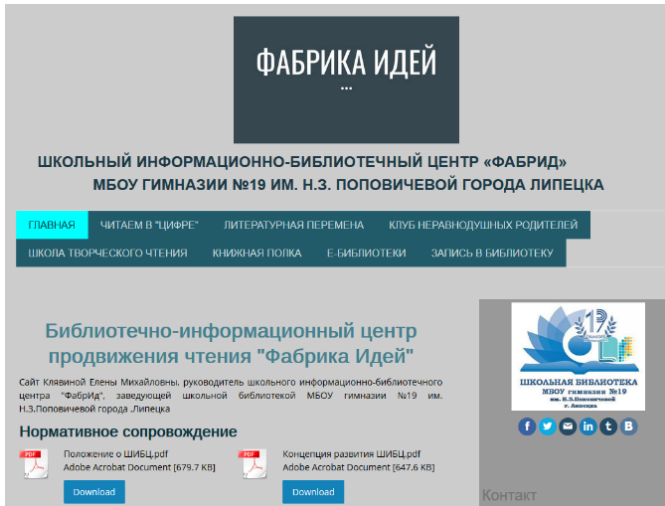 ФАБРИКА ИДЕЙ
...
ШКОЛЬНЫЙ ИНФОРМАЦИОННО-БИБЛИОТЕЧНЫЙ ЦЕНТР «ФАБРИД»
МБОУ ГИМНАЗИИ №19 ИМ. Н.З. ПОПОВИЧЕВОЙ ГОРОДА ЛИПЕЦКА
ГЛАВНАЯ ЧИТАЕМ В "ЦИФРЕ" ЛИТЕРАТУРНАЯ ПЕРЕМЕНА КЛУБ НЕРАВНОДУШНЫХ РОДИТЕЛЕЙ
ШКОЛА ТВОРЧЕСКОГО ЧТЕНИЯ КНИЖНАЯ ПОЛКА Е-БИБЛИОТЕКИ ЗАПИСЬ В БИБЛИОТЕКУ
Библиотечно-информационный центр
продвижения чтения "Фабрика Идей"
Сайт Клявиной Елены Михайловны, руководитель школьного информационно-библиотечного
центра "ФабрИд", заведующей школьной библиотекой МБОУ гимназии №19 им.
Н.З.Поповичевой города .Липецка
Нормативное сопровождение
PDF
Положение о ШИБЦ.pdf
Adobe Acrobat Document [679.7 KB]
Download
PDF
Концепция развития ШИБЦ.pdf
Adobe Acrobat Document [647.6 KB]
Download
19
ШКОЛЬНАЯ БИБЛИОТЕКА
МБОУ гимназия №19
им. Н.З.Поповичевой
г. Липецка
Контакт